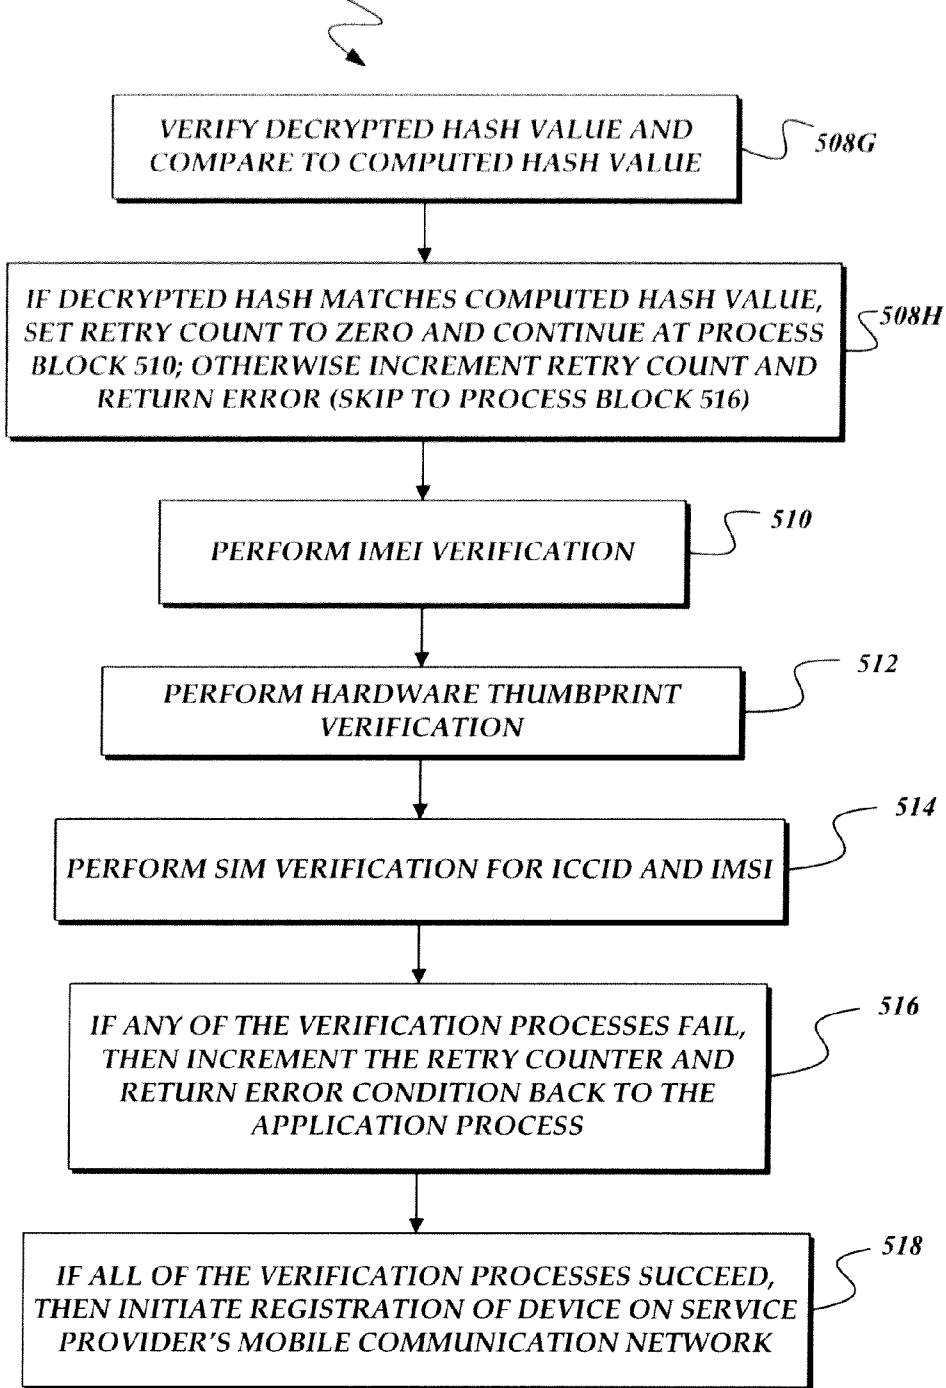 VERIFY DECRYPTED HASH VALUE AND
COMPARE TO COMPUTED HASH VALUE
508G
IF DECRYPTED HASH MATCHES COMPUTED HASH VALUE,
SET RETRY COUNT TO ZERO AND CONTINUE AT PROCESS
BLOCK 510; OTHERWISE INCREMENT RETRY COUNT AND
RETURN ERROR (SKIP TO PROCESS BLOCK 516)
508H
PERFORM IMEI VERIFICATION
510
PERFORM HARDWARE THUMBPRINT
VERIFICATION
512
PERFORM SIM VERIFICATION FOR ICCID AND IMSI
514
IF ANY OF THE VERIFICATION PROCESSES FAIL,
THEN INCREMENT THE RETRY COUNTER AND
RETURN ERROR CONDITION BACK TO THE
APPLICATION PROCESS
516
IF ALL OF THE VERIFICATION PROCESSES SUCCEED,
THEN INITIATE REGISTRATION OF DEVICE ON SERVICE
PROVIDER'S MOBILE COMMUNICATION NETWORK
518